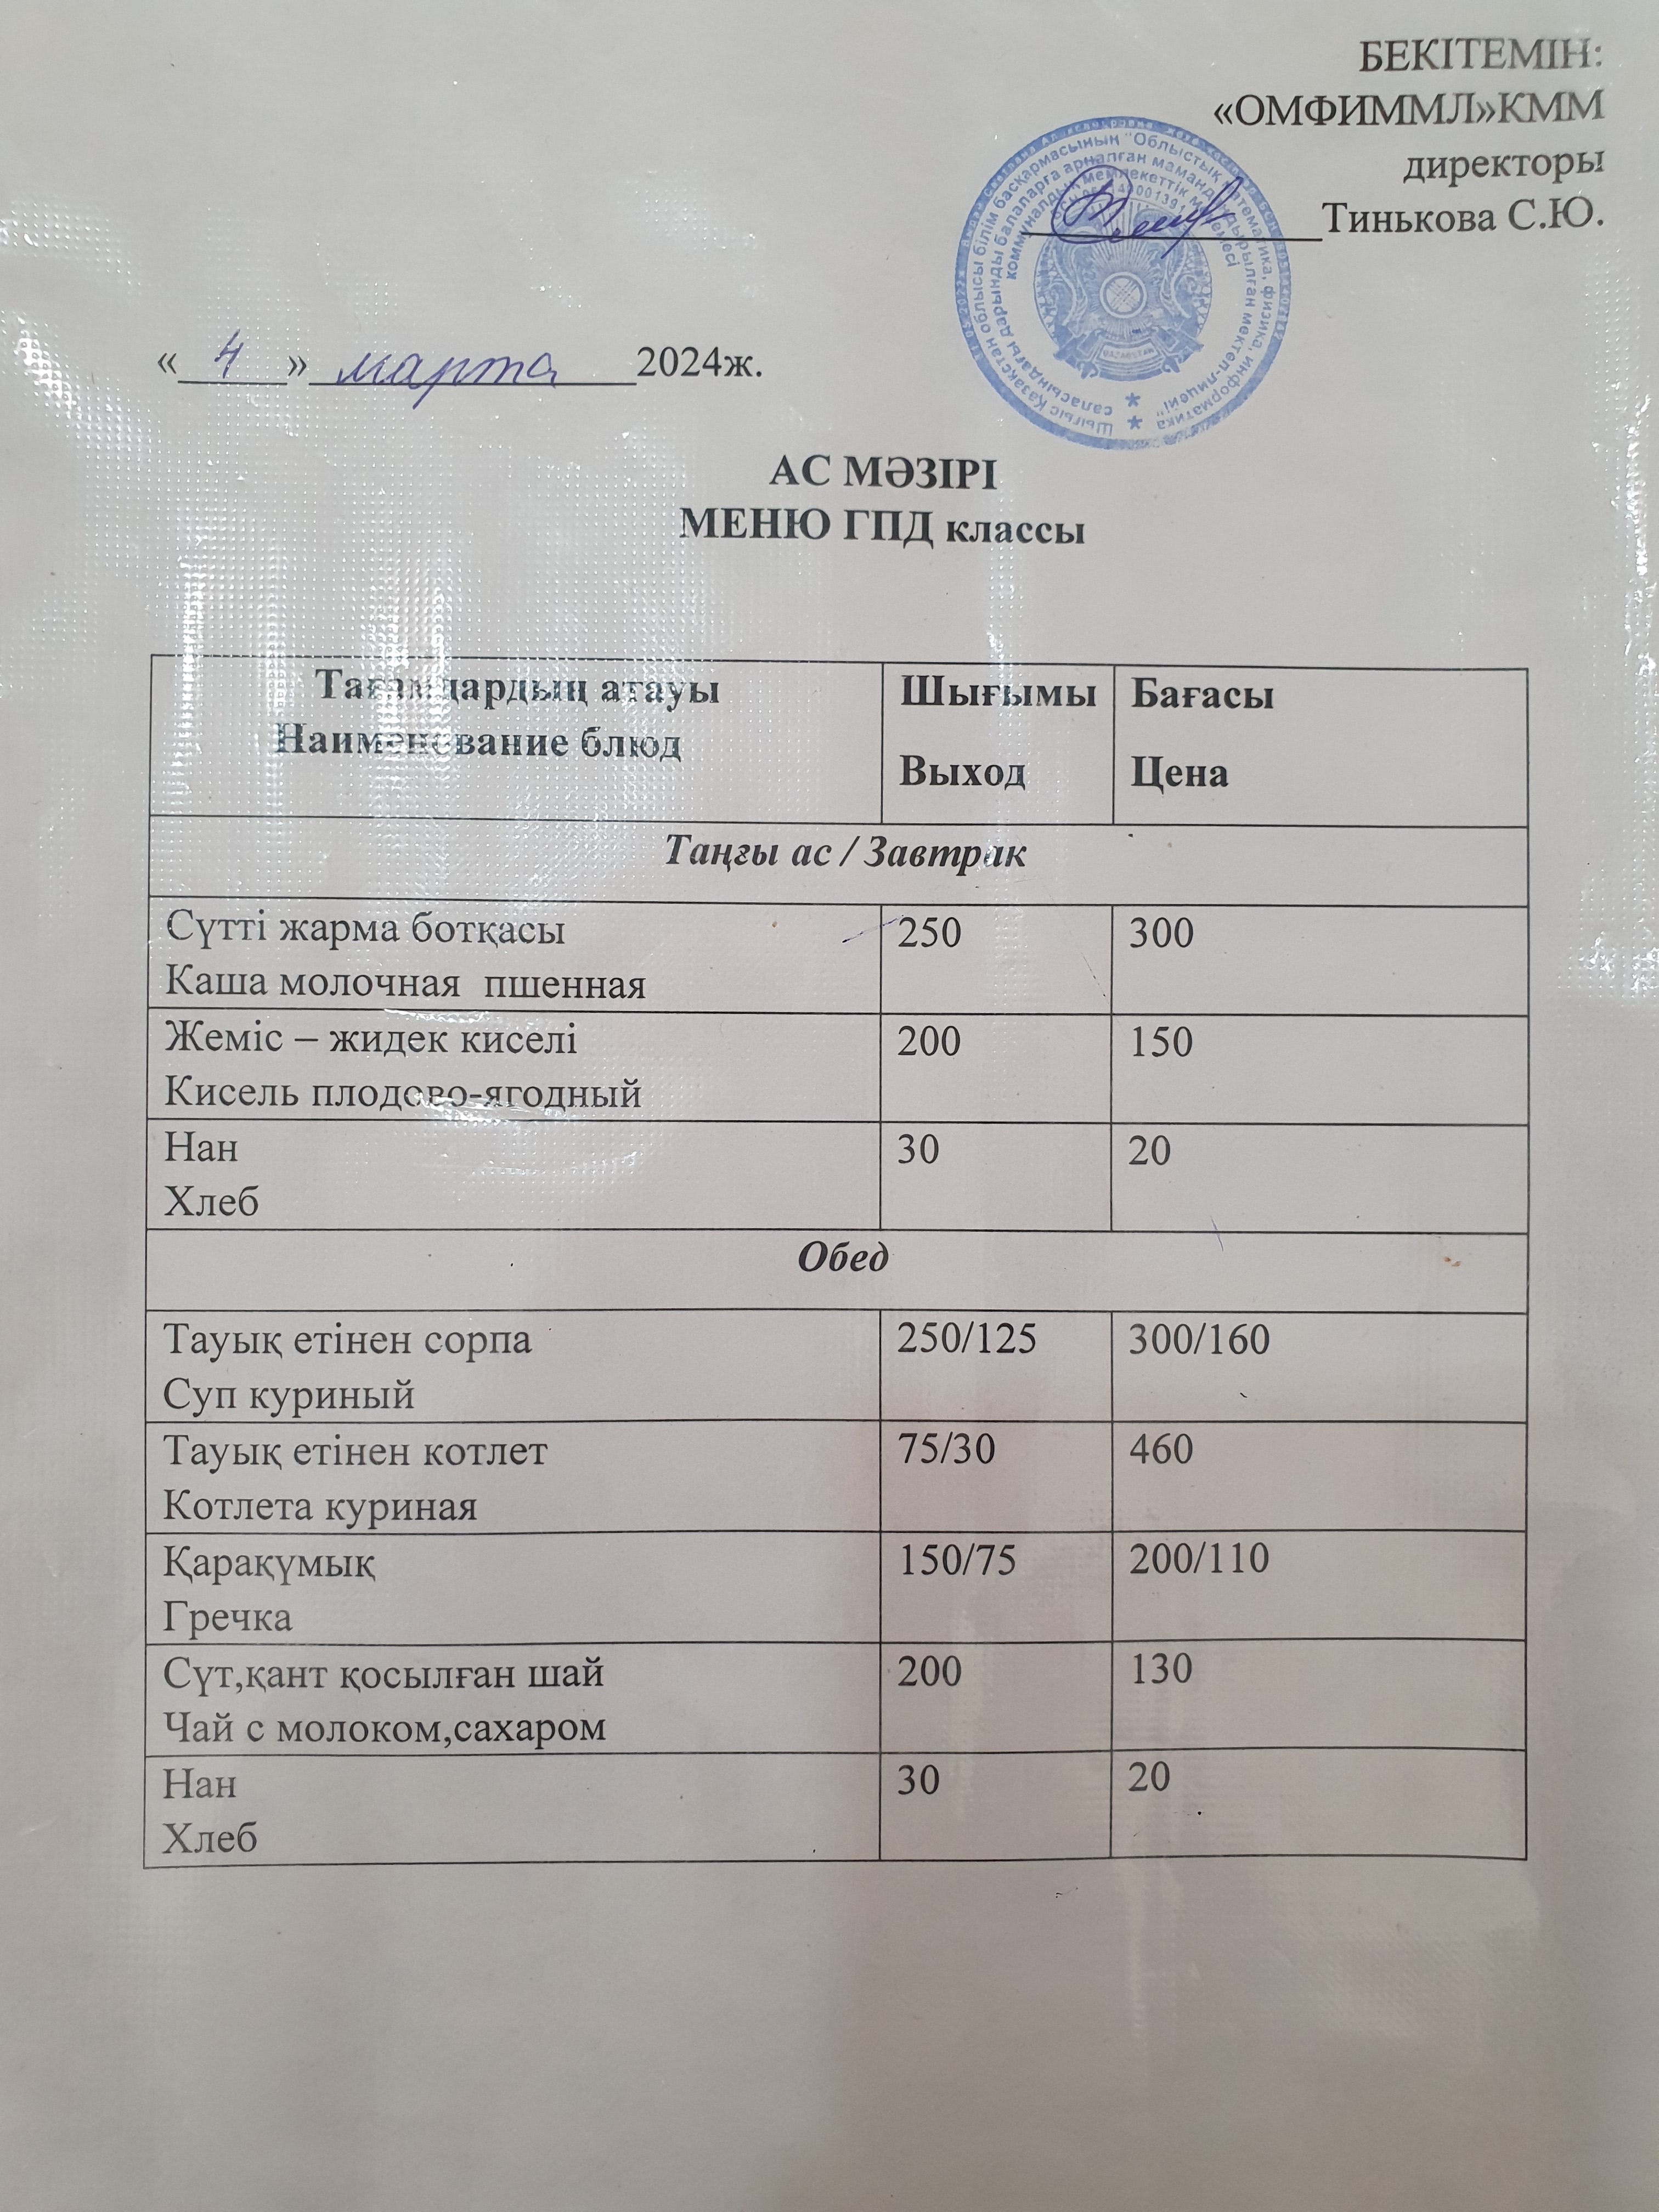 БЕКІТЕМІН:
«ОМФИММЛ»КММ
директоры
Тинькова С.Ю.
« 4 » марта 2024ж.
АС МӘЗІРІ
МЕНЮ ГПД классы
Тағамдардың атауы
Наименование блюд
Шығымы
Выход
Бағасы
Цена
Таңғы ас / Завтрак
Сүтті жарма ботқасы
Каша молочная пшенная
250
300
Жеміс – жидек киселі
Кисель плодово-ягодный
200
150
Нан
Хлеб
30
20
Обед
Тауық етінен сорпа
Суп куриный
250/125
300/160
Тауық етінен котлет
Котлета куриная
75/30
460
Қарақүмық
Гречка
150/75
200/110
Сүт,қант қосылған шай
Чай с молоком,сахаром
200
130
Нан
Хлеб
30
20